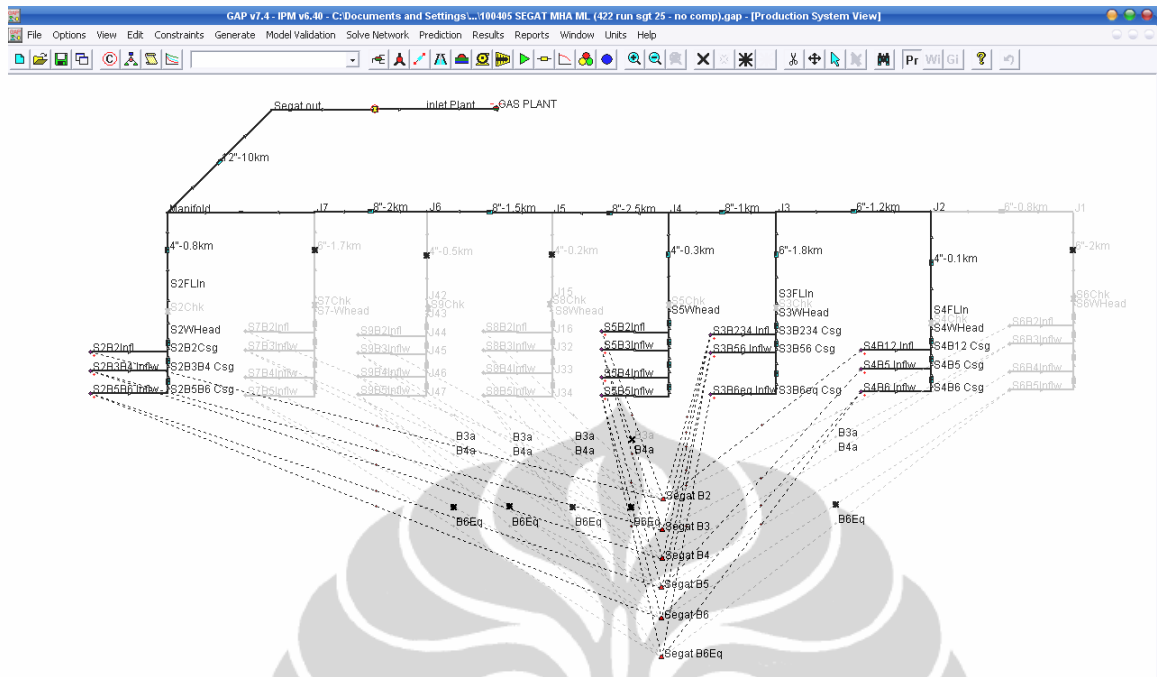 GAP v7.4 - IPM v6.40 - C:\Documents and Settings\...\100405 SEGAT MHA ML (422 run sgt 25 - no comp).gap - [Production System View]
File Options View Edit Constraints Generate Model Validation Solve Network Prediction Results Reports Window Units Help
Pr Wi Gi
Segat out inlet Plant GAS PLANT
12"-10km
Manifold J7 8"-2km J6 8"-1.5km J5 8"-2.5km J4 8"-1km J3 6"-1.2km J2 6"-0.8km J1
4"-0.8km 6"-1.7km 4"-0.5km 4"-0.2km 4"-0.3km 6"-1.8km 4"-0.1km 6"-2km
S2FLIn S3FLIn S4FLIn
S2Chk S7Chk J42 S9Chk J15 S8Chk S5Chk S3Chk S4Chk S6Chk
S7-Whead J43 S8Whead S5Whead S3WHead S6WHead
S2WHead S7B2Infl S9B2Infl J44 S8B2Infl J16 S5B2Infl S3B234 Infl S3B234 Csg S4WHead S6B2Infl
S2B2Infl S2B2Csg S7B3Inflw S9B3Inflw J45 S8B3Inflw J32 S5B3Inflw S3B56 Inflw S3B56 Csg S4B12 Infl S4B12 Csg S6B3Inflw
S2B3B4 Inflw S2B3B4 Csg S7B4Inflw S9B4Inflw J46 S8B4Inflw J33 S5B4Inflw S4B5 Inflw S4B5 Csg S6B4Inflw
S2B5B6 Inflw S2B5B6 Csg S7B5Inflw S9B5Inflw J47 S8B5Inflw J34 S5B5Inflw S3B6eq Inflw S3B6eq Csg S4B6 Inflw S4B6 Csg S6B5Inflw
B3a B3a B3a B3a B3a
B4a B4a B4a B4a B4a
Segat B2
B6Eq B6Eq B6Eq B6Eq B6Eq
Segat B3
Segat B4
Segat B5
Segat B6
Segat B6Eq